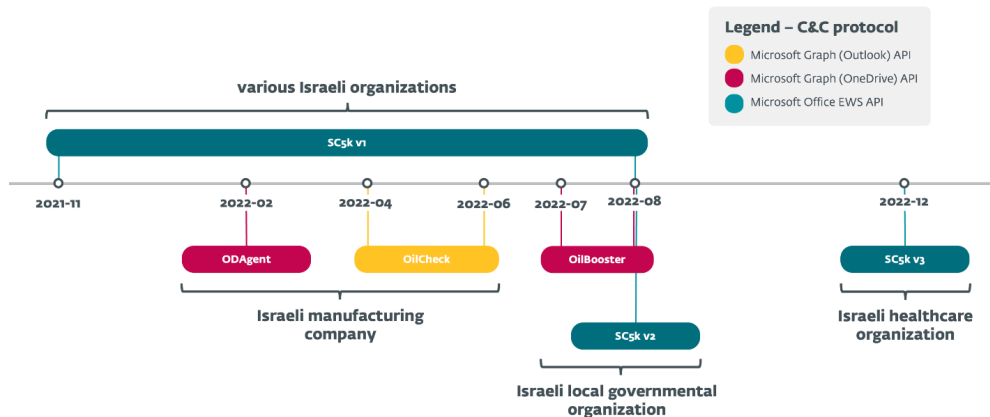 Legend – C&C protocol
Microsoft Graph (Outlook) API
Microsoft Graph (OneDrive) API
Microsoft Office EWS API
various Israeli organizations
SC5k v1
2021-11
2022-02
2022-04
2022-06
2022-07
2022-08
2022-12
ODAgent
OilCheck
OilBooster
SC5k v3
Israeli manufacturing
company
Israeli healthcare
organization
SC5k v2
Israeli local governmental
organization